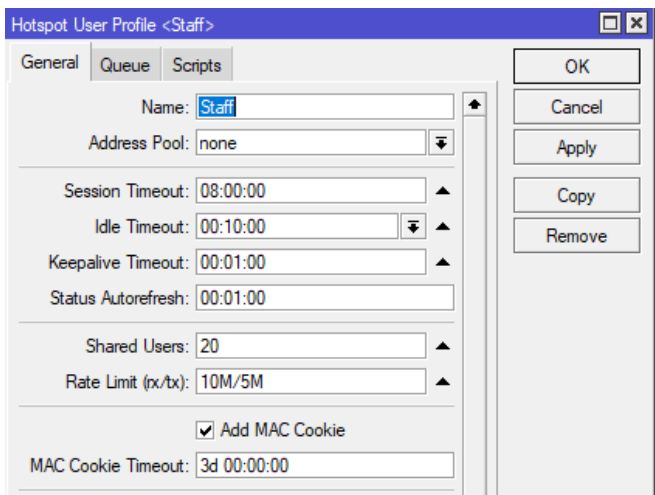 Hotspot User Profile <Staff>
General Queue Scripts
OK
Name: Staff
Cancel
Address Pool: none
Apply
Session Timeout: 08:00:00
Copy
Idle Timeout: 00:10:00
Remove
Keepalive Timeout: 00:01:00
Status Autorefresh: 00:01:00
Shared Users: 20
Rate Limit (rx/tx): 10M/5M
Add MAC Cookie
MAC Cookie Timeout: 3d 00:00:00